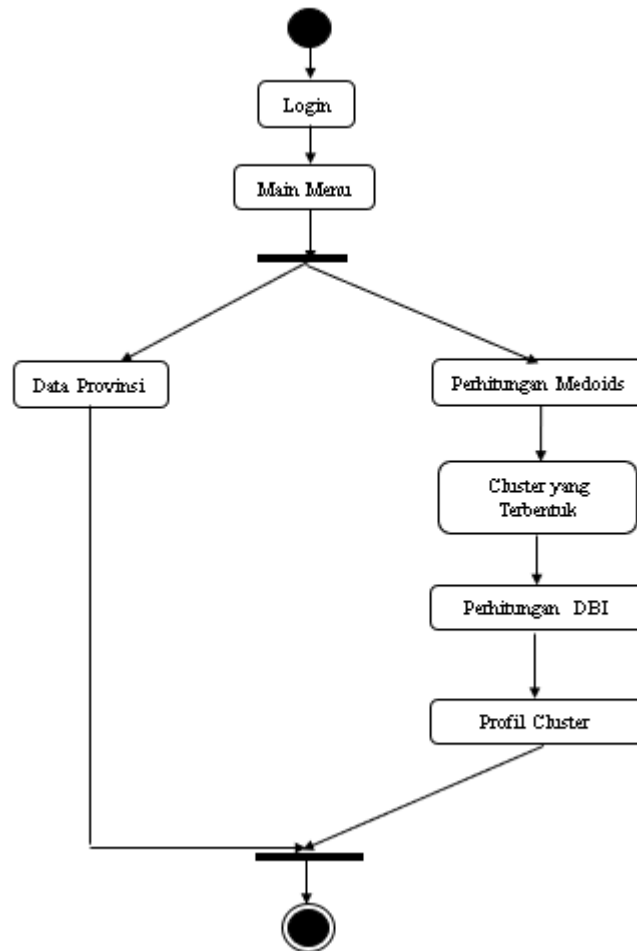 Login
Main Menu
Data Provinsi
Perhitungan Medoids
Cluster yang
Terbentuk
Perhitungan DBI
Profil Cluster